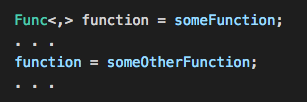 Func<,> function = someFunction;
. . .
function = someOtherFunction;
. . .